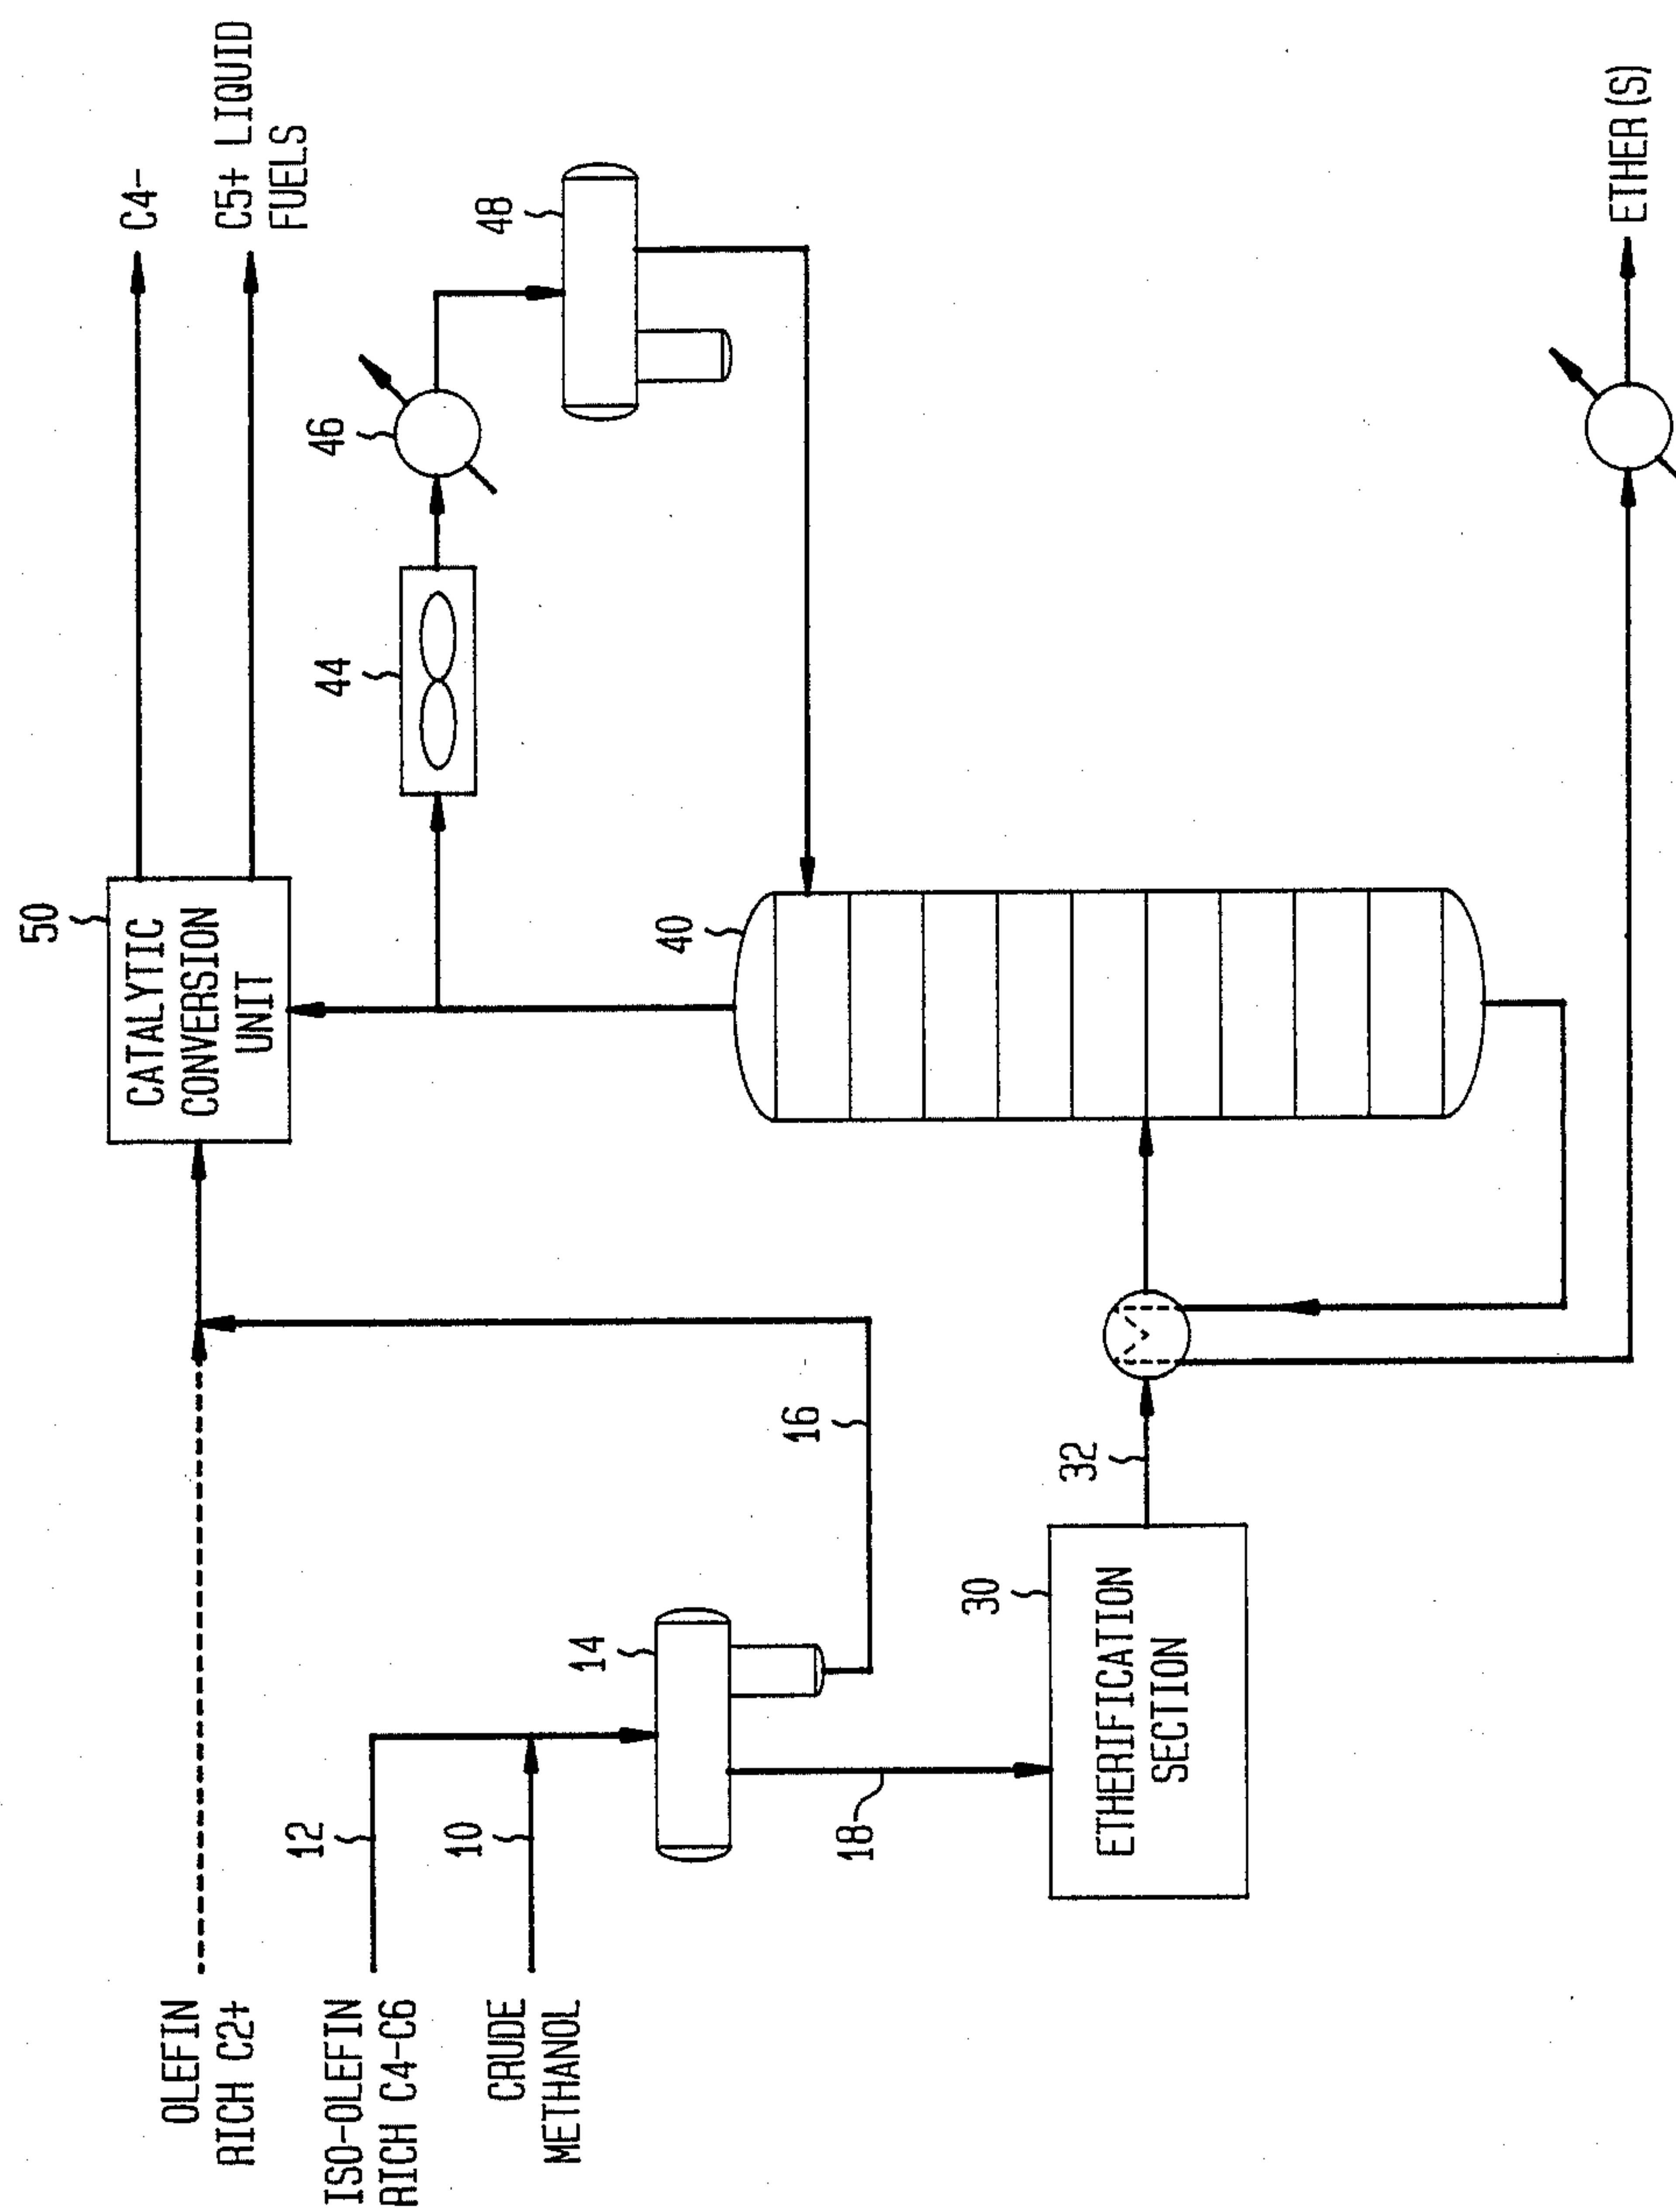 OLEFIN
RICH C2+
ISO-OLEFIN
RICH C4-C6
CRUDE
METHANOL
12
10
14
16
18
30
ETHERIFICATION
SECTION
32
50
CATALYTIC
CONVERSION
UNIT
40
44
46
48
C4-
C5+ LIQUID
FUELS
ETHER(S)